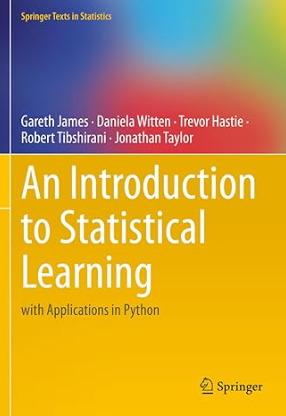 Springer Texts in Statistics
Gareth James · Daniela Witten · Trevor Hastie ·
Robert Tibshirani · Jonathan Taylor
An Introduction
to Statistical
Learning
with Applications in Python
Springer